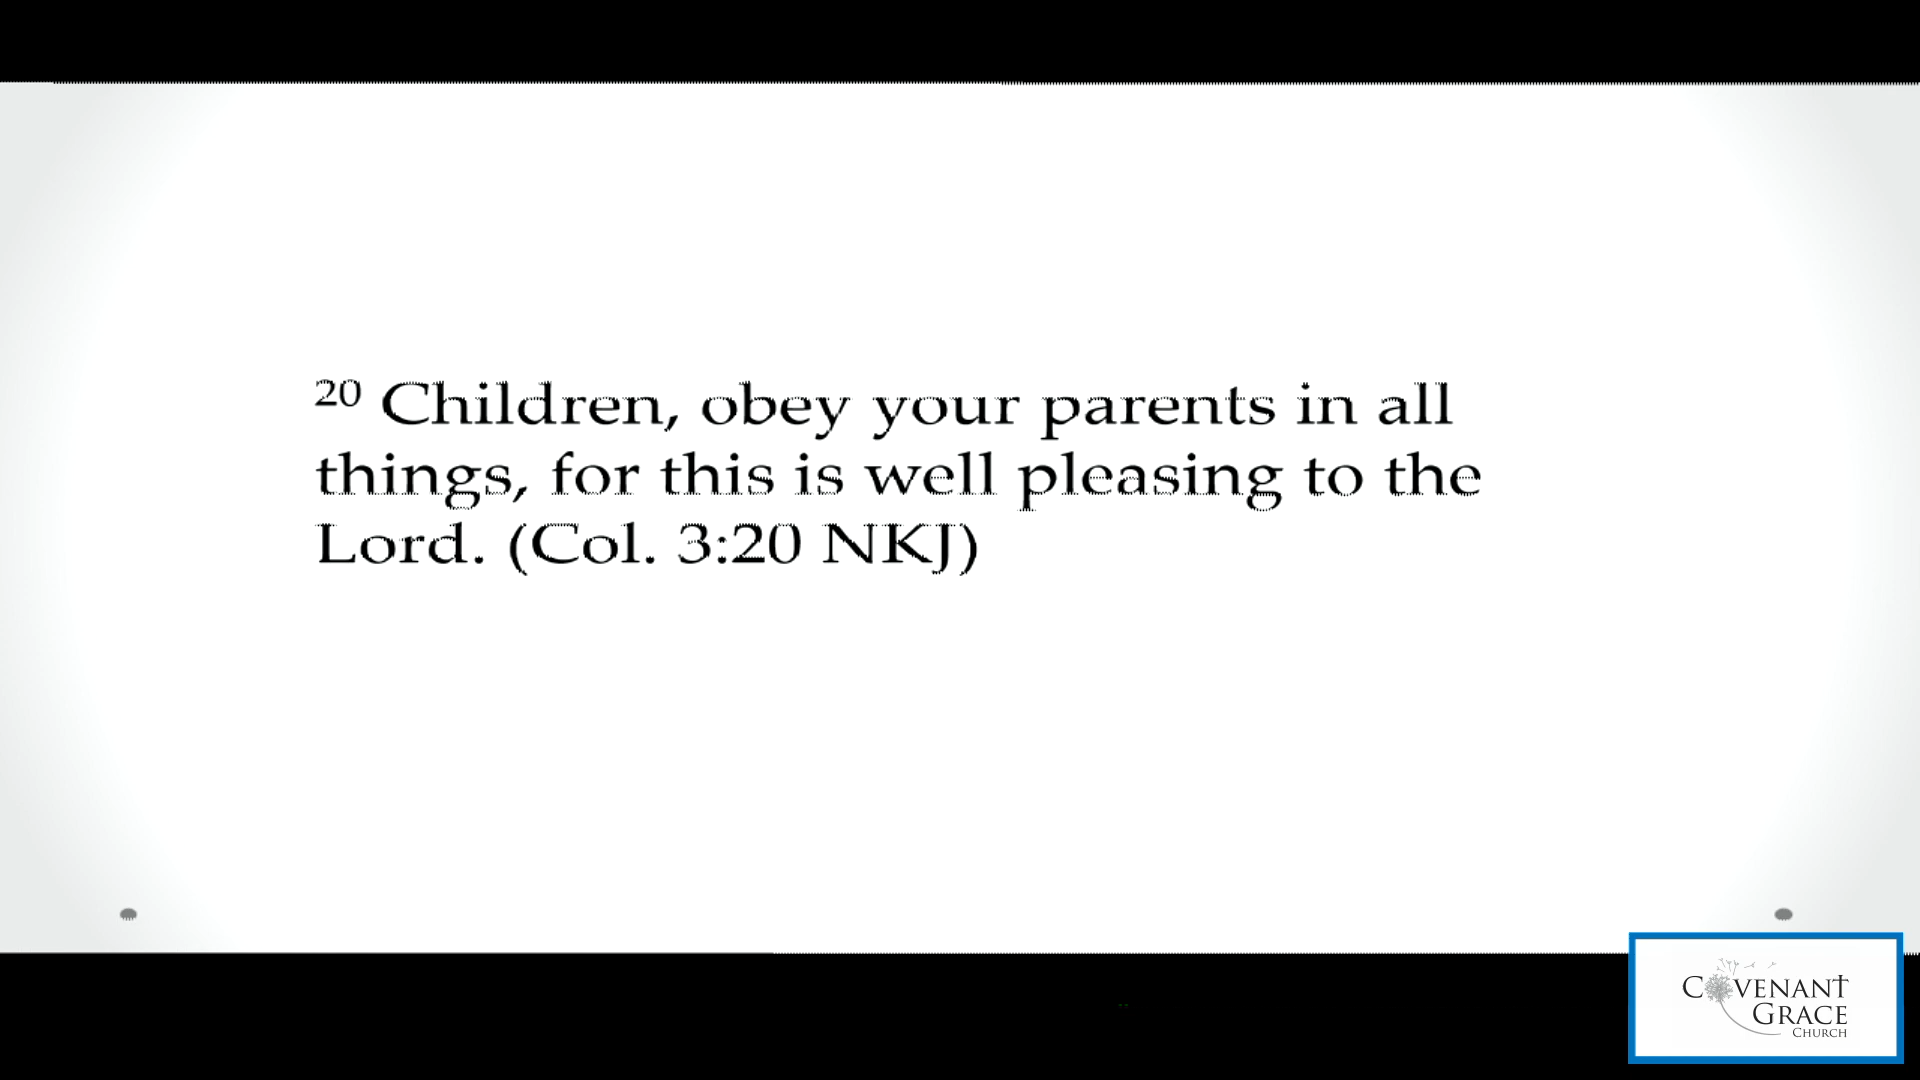 20 Children, obey your parents in all
things, for this is well pleasing to the
Lord. (Col. 3:20 NKJ)
COVENANT
GRACE
CHURCH